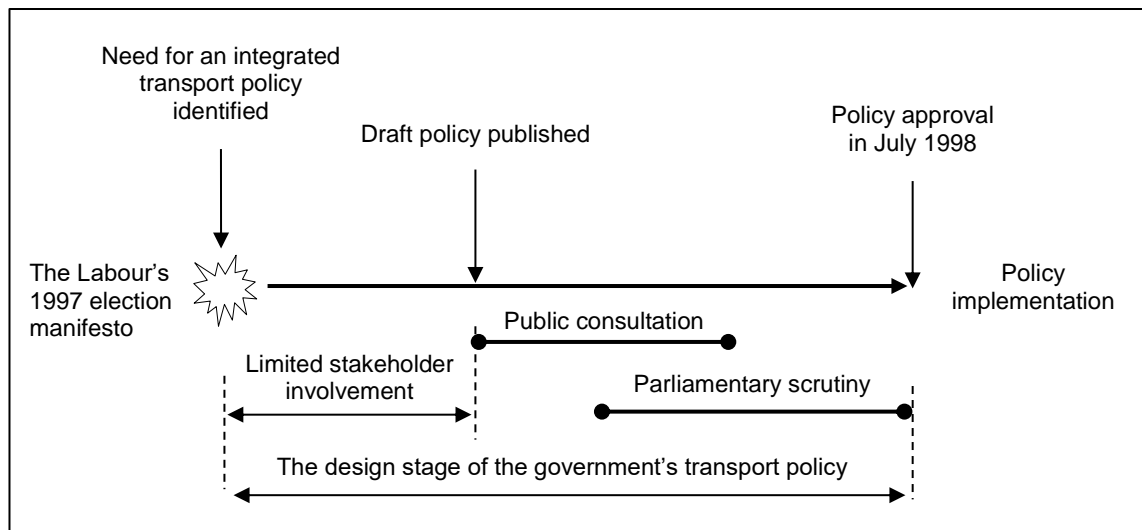 Need for an integrated
transport policy
identified
Draft policy published
Policy approval
in July 1998
The Labour’s
1997 election
manifesto
Policy
implementation
Public consultation
Limited stakeholder
involvement
Parliamentary scrutiny
The design stage of the government’s transport policy